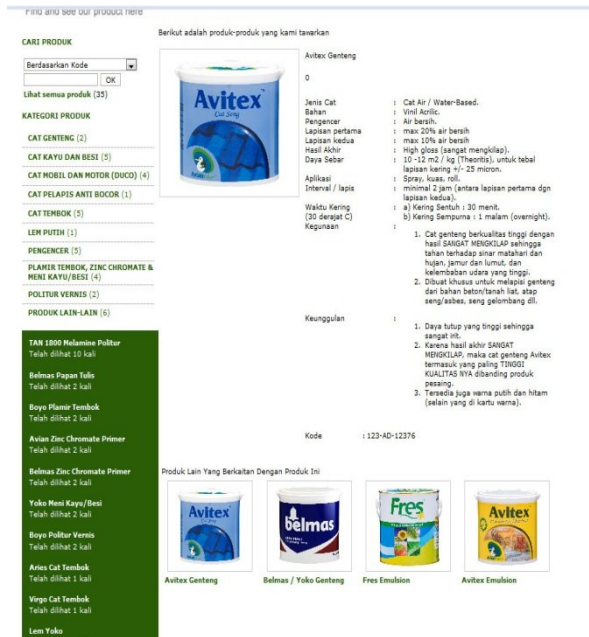 Find and see our product here
CARI PRODUK
Berdasarkan Kode
OK
Lihat semua produk (35)
KATEGORI PRODUK
CAT GENTENG (2)
CAT KAYU DAN BESI (5)
CAT MOBIL DAN MOTOR (DUCO) (4)
CAT PELAPIS ANTI BOCOR (1)
CAT TEMBOK (5)
LEM PUTIH (1)
PENGENCER (5)
PLAMIR TEMBOK, ZINC CHROMATE &
MENI KAYU/BESI (4)
POLITUR VERNIS (2)
PRODUK LAIN-LAIN (6)
TAN 1800 Melamine Politur
Telah dilihat 10 kali
Belmas Papan Tulis
Telah dilihat 2 kali
Boyo Plamir Tembok
Telah dilihat 2 kali
Avian Zinc Chromate Primer
Telah dilihat 2 kali
Belmas Zinc Chromate Primer
Telah dilihat 2 kali
Yoko Meni Kayu/Besi
Telah dilihat 2 kali
Boyo Politur Vernis
Telah dilihat 2 kali
Aries Cat Tembok
Telah dilihat 1 kali
Virgo Cat Tembok
Telah dilihat 1 kali
Lem Yoko
Berikut adalah produk-produk yang kami tawarkan
Avitex
Cat Seng
Avitex Genteng
0
Jenis Cat : Cat Air / Water-Based.
Bahan : Vinil Acrilic.
Pengencer : Air bersih.
Lapisan pertama : max 20% air bersih
Lapisan kedua : max 10% air bersih
Hasil Akhir : High gloss (sangat mengkilap).
Daya Sebar : 10 -12 m2 / kg (Theoritis), untuk tebal
lapisan kering +/- 25 micron.
Aplikasi : Spray, kuas, roll.
Interval / lapis : minimal 2 jam (antara lapisan pertama dgn
lapisan kedua).
Waktu Kering : a) Kering Sentuh : 30 menit.
(30 derajat C) b) Kering Sempurna : 1 malam (overnight).
Kegunaan :
1. Cat genteng berkualitas tinggi dengan
hasil SANGAT MENGKILAP sehingga
tahan terhadap sinar matahari dan
hujan, jamur dan lumut, dan
kelembaban udara yang tinggi.
2. Dibuat khusus untuk melapisi genteng
dari bahan beton/tanah liat, atap
seng/asbes, seng gelombang dll.
Keunggulan :
1. Daya tutup yang tinggi sehingga
sangat irit.
2. Karena hasil akhir SANGAT
MENGKILAP, maka cat genteng Avitex
termasuk yang paling TINGGI
KUALITAS NYA dibanding produk
pesaing.
3. Tersedia juga warna putih dan hitam
(selain yang di kartu warna).
Kode : 123-AD-12376
Produk Lain Yang Berkaitan Dengan Produk Ini
Avitex
belmas
Fres
Avitex
Avitex Genteng
Belmas / Yoko Genteng
Fres Emulsion
Avitex Emulsion